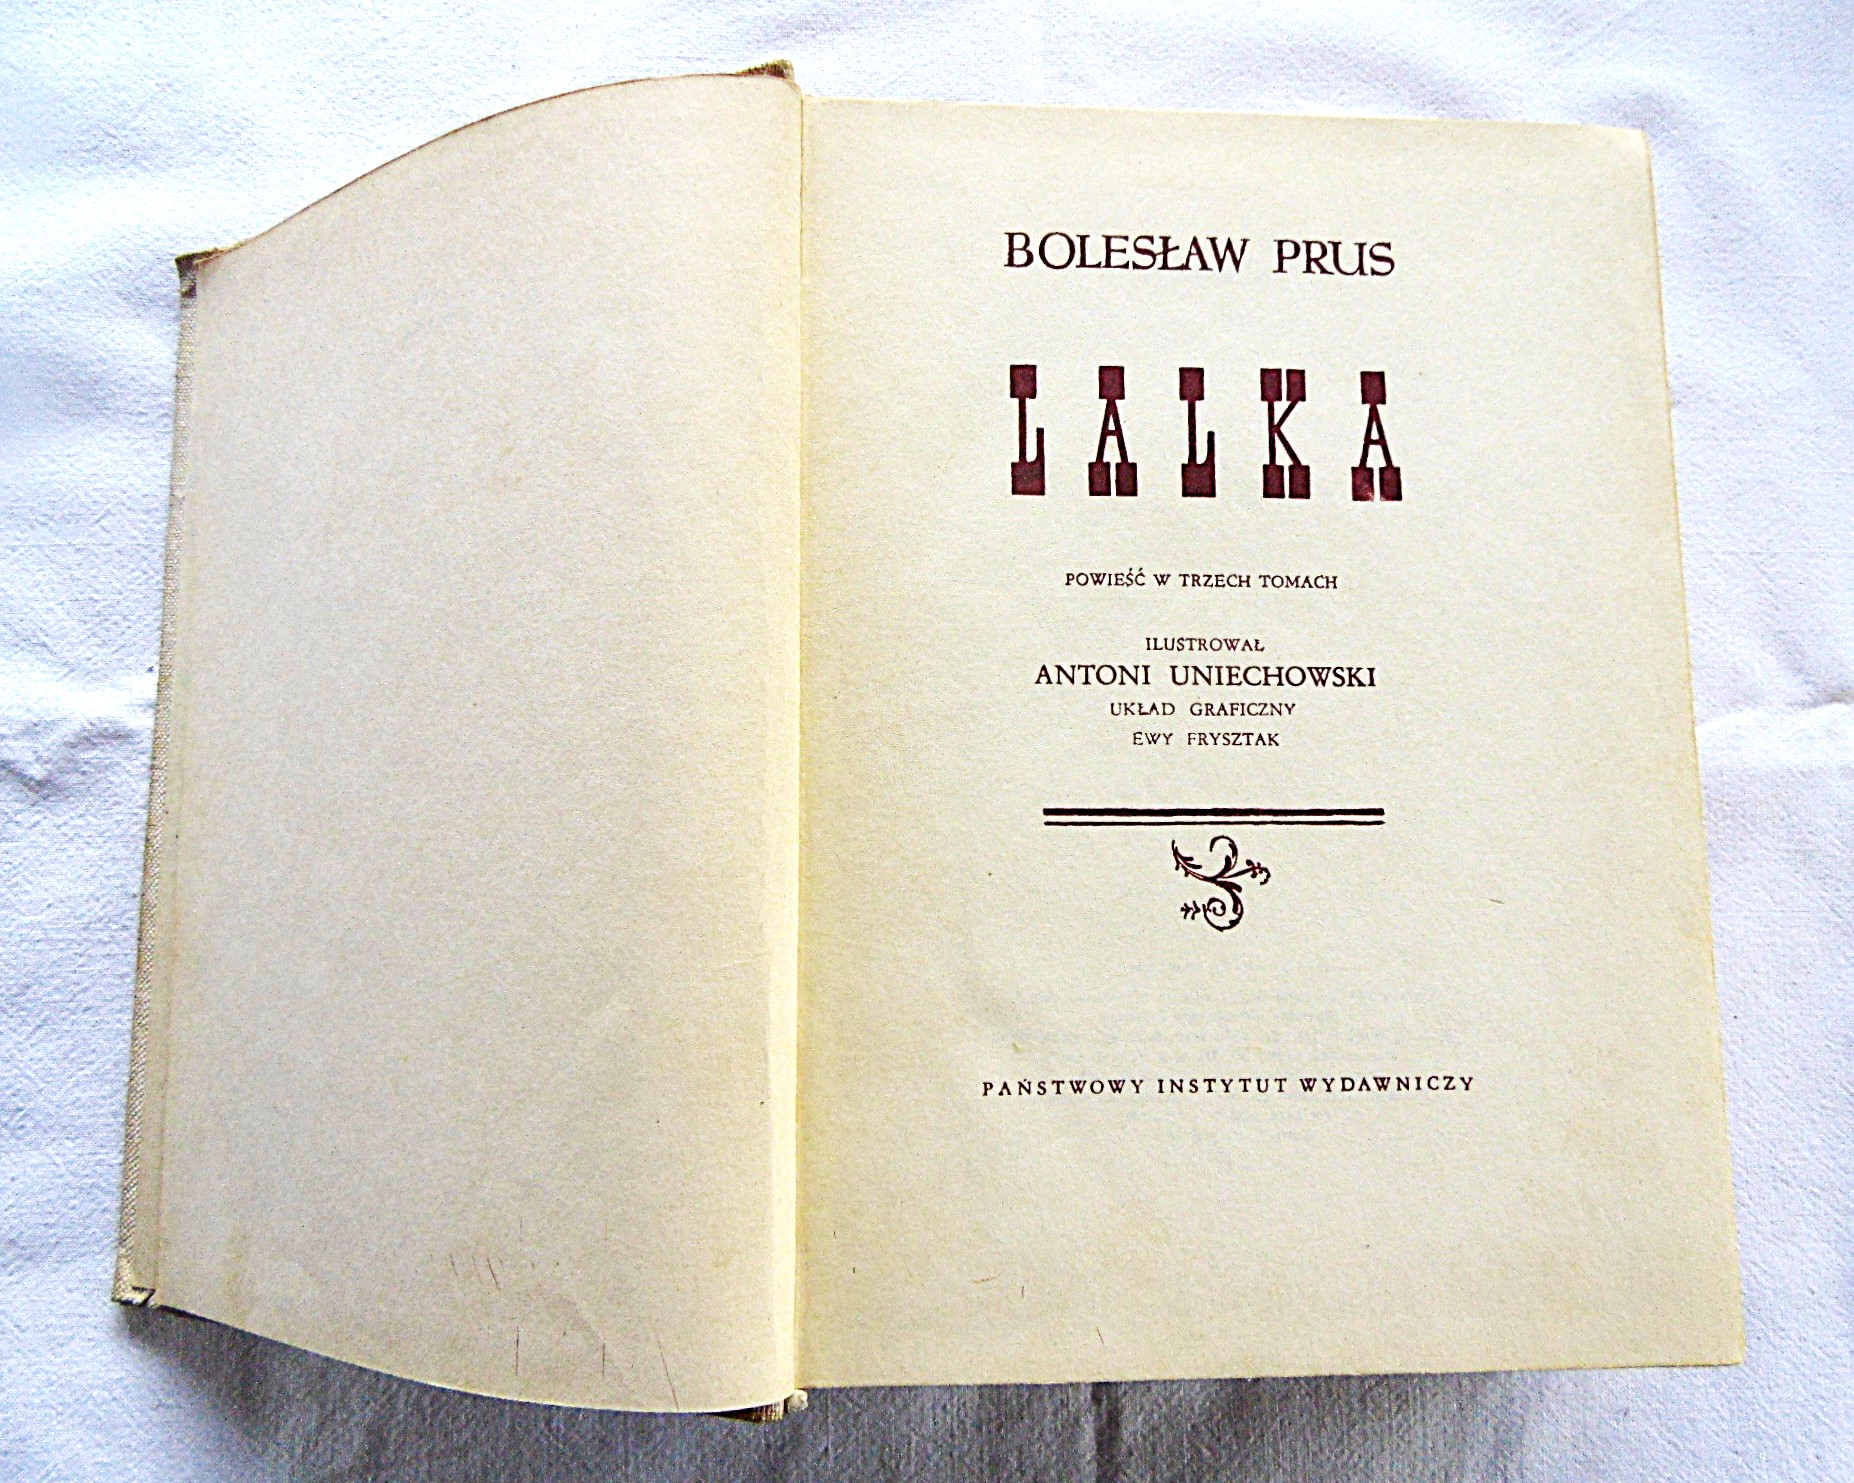 BOLESŁAW PRUS
LALKA
POWIEŚĆ W TRZECH TOMACH
ILUSTROWAŁ
ANTONI UNIECHOWSKI
UKŁAD GRAFICZNY
EWY FRYSZTAK
PAŃSTWOWY INSTYTUT WYDAWNICZY